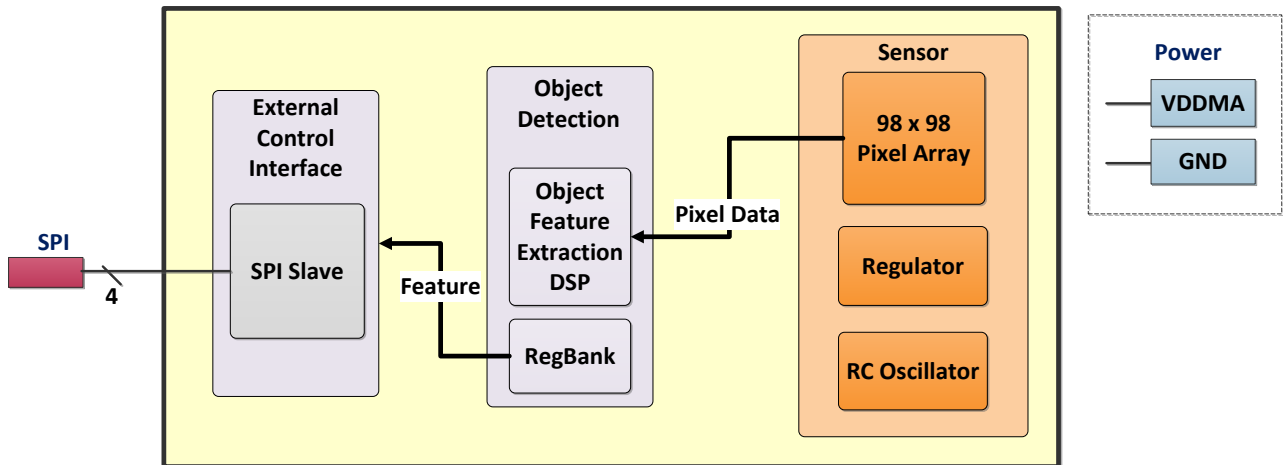 SPI
4
External
Control
Interface
SPI Slave
Feature
Object
Detection
Object
Feature
Extraction
DSP
RegBank
Pixel Data
Sensor
98 x 98
Pixel Array
Regulator
RC Oscillator
Power
VDDMA
GND